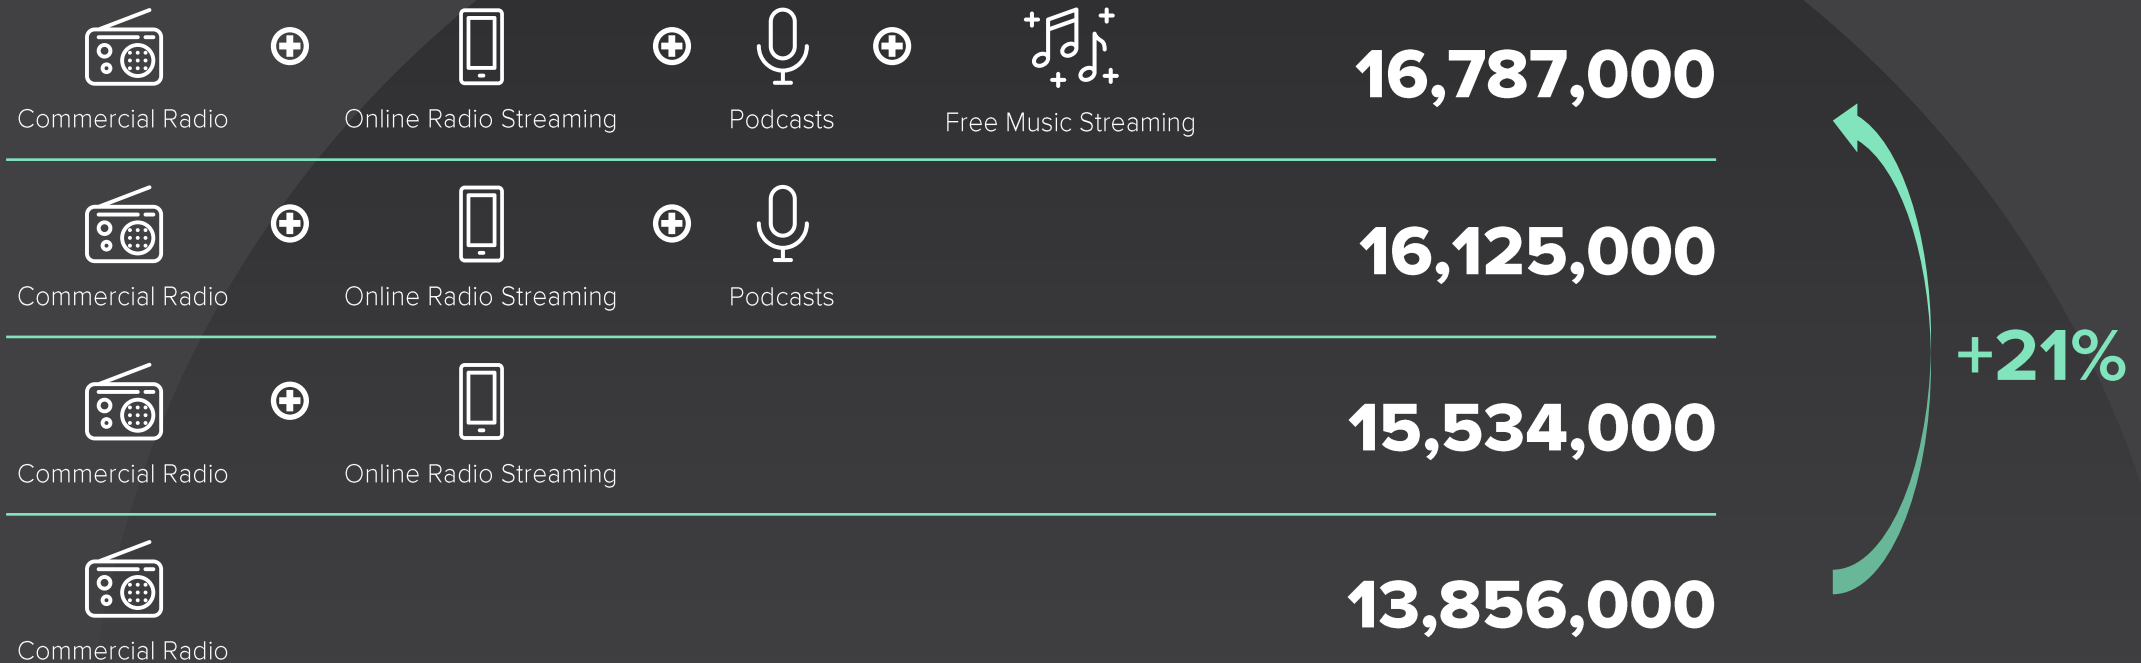 16,787,000
Commercial Radio Online Radio Streaming Podcasts Free Music Streaming
16,125,000
Commercial Radio Online Radio Streaming Podcasts
+21%
15,534,000
Commercial Radio Online Radio Streaming
13,856,000
Commercial Radio